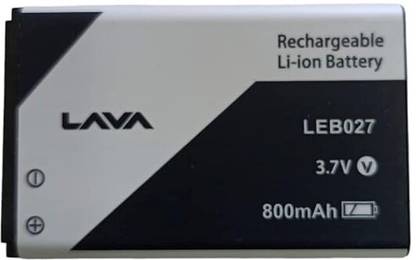 Rechargeable
Li-ion Battery
LAVA
LEB027
3.7V V
800mAh